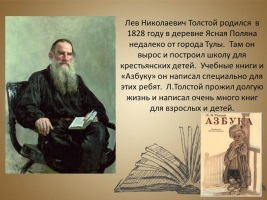 Лев Николаевич Толстой родился в
1828 году в деревне Ясная Поляна
недалеко от города Тулы. Там он
вырос и построил школу для
крестьянских детей. Учебные книги и
«Азбуку» он написал специально для
этих ребят. Л.Толстой прожил долгую
жизнь и написал очень много книг
для взрослых и детей.
АЗБУКА